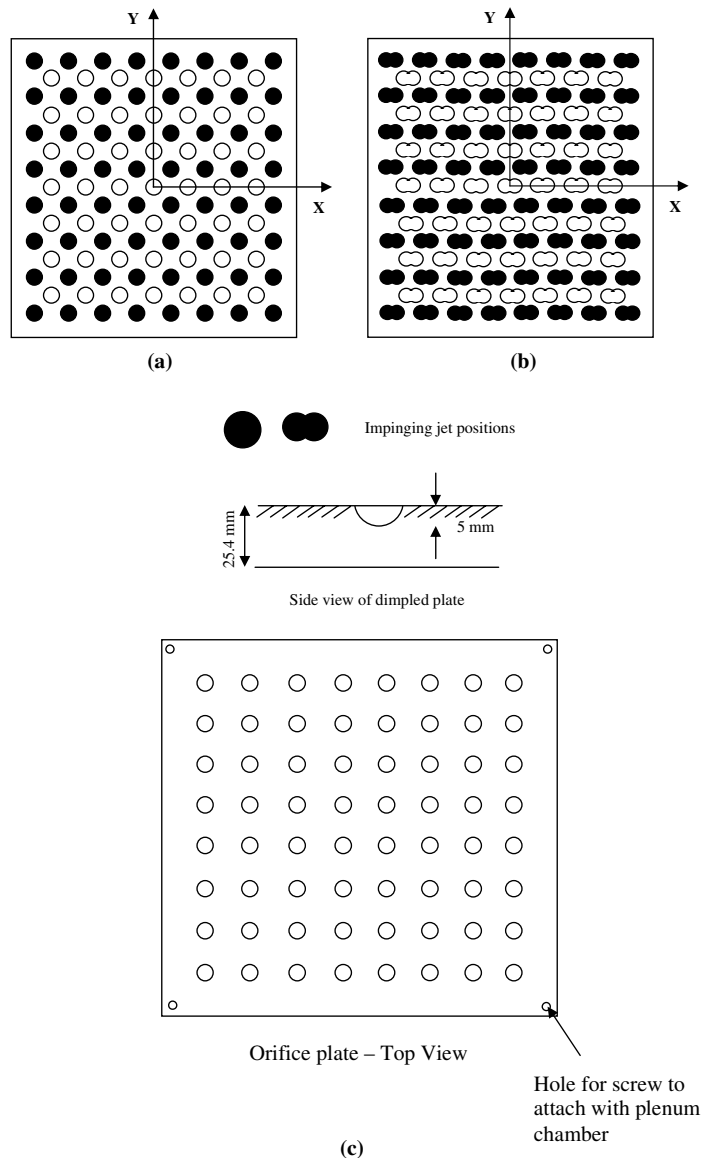 Y
X
(a)
Y
X
(b)
Impinging jet positions
25.4 mm
5 mm
Side view of dimpled plate
Orifice plate – Top View
Hole for screw to
attach with plenum
chamber
(c)